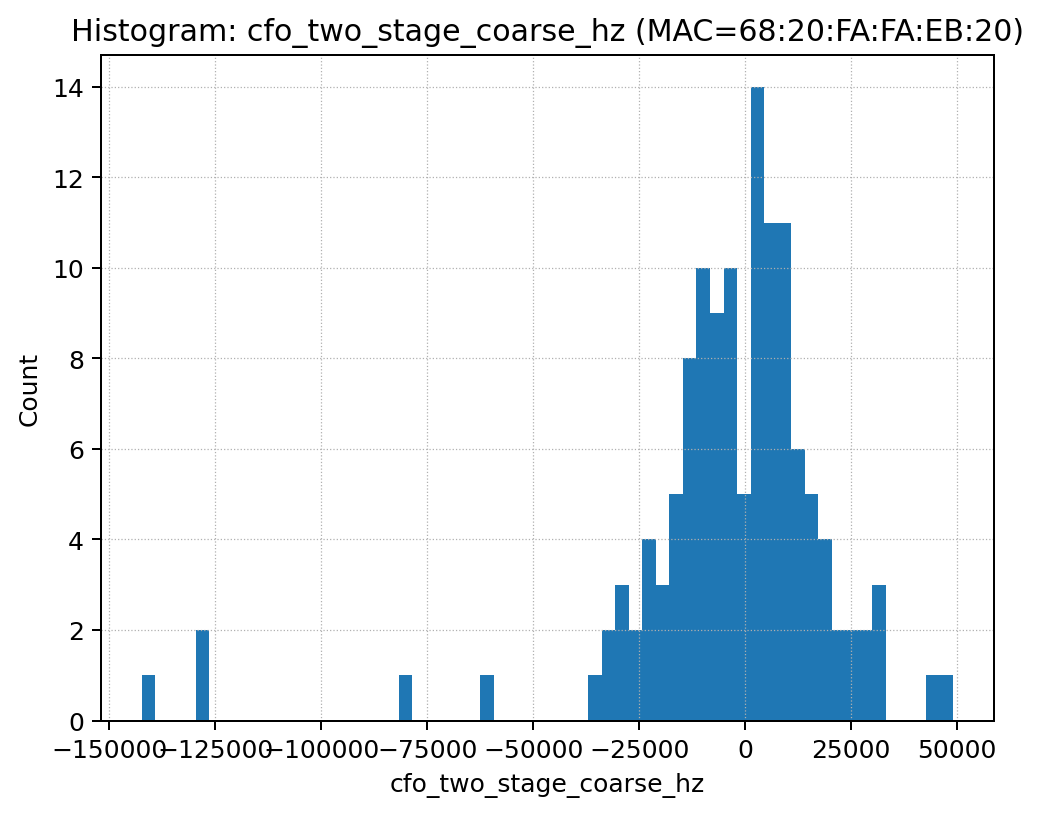 Histogram: cfo_two_stage_coarse_hz (MAC=68:20:FA:FA:EB:20)
14
12
10
8
6
4
2
0
Count
−150000 −125000 −100000 −75000 −50000 −25000 0 25000 50000
cfo_two_stage_coarse_hz